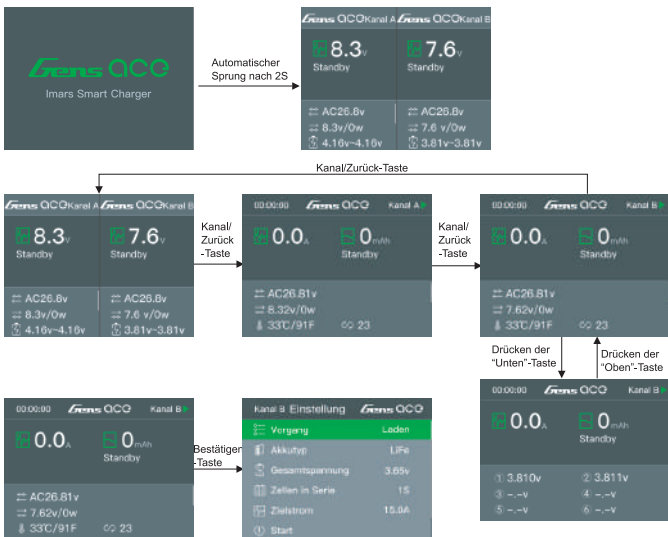 Gens ace
Imars Smart Charger
Automatischer
Sprung nach 2S
Gens ace Kanal A Gens ace Kanal B
8.3v 7.6v
Standby Standby
AC26.8v AC26.8v
8.3v/0w 7.6 v/0w
4.16v~4.16v 3.81v~3.81v
Kanal/Zurück-Taste
Gens ace Kanal A Gens ace Kanal B
8.3v 7.6v
Standby Standby
AC26.8v AC26.8v
8.3v/0w 7.6 v/0w
4.16v~4.16v 3.81v~3.81v
Kanal/
Zurück
-Taste
00:00:00 Gens ace Kanal A
0.0A 0mAh
Standby
AC26.81v
8.32v/0w
33℃/91F 23
Kanal/
Zurück
-Taste
00:00:00 Gens ace Kanal B
0.0A 0mAh
Standby
AC26.81v
7.62v/0w
33℃/91F 23
Drücken der
“Unten”-Taste
Drücken der
“Oben”-Taste
00:00:00 Gens ace Kanal B
0.0A 0mAh
Standby
① 3.810v ② 3.811v
③ -.--v ④ -.--v
⑤ -.--v ⑥ -.--v
00:00:00 Gens ace Kanal B
0.0A 0mAh
Standby
AC26.81v
7.62v/0w
33℃/91F 23
Bestätigen
-Taste
Kanal B Einstellung Gens ace
Vorgang Laden
Akkutyp LiFe
Gesamtspannung 3.65v
Zellen in Serie 1S
Zielstrom 15.0A
Start